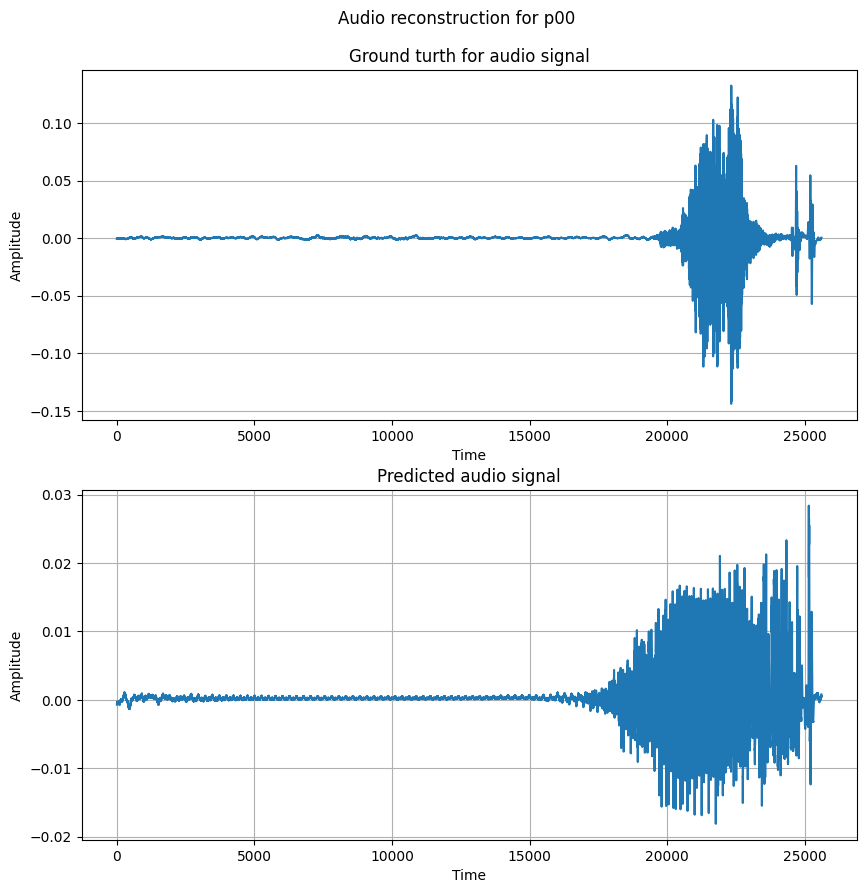 Audio reconstruction for p00
Ground turth for audio signal
0.10
0.05
0.00
−0.05
−0.10
−0.15
Amplitude
0 5000 10000 15000 20000 25000
Time
Predicted audio signal
0.03
0.02
0.01
0.00
−0.01
−0.02
Amplitude
0 5000 10000 15000 20000 25000
Time